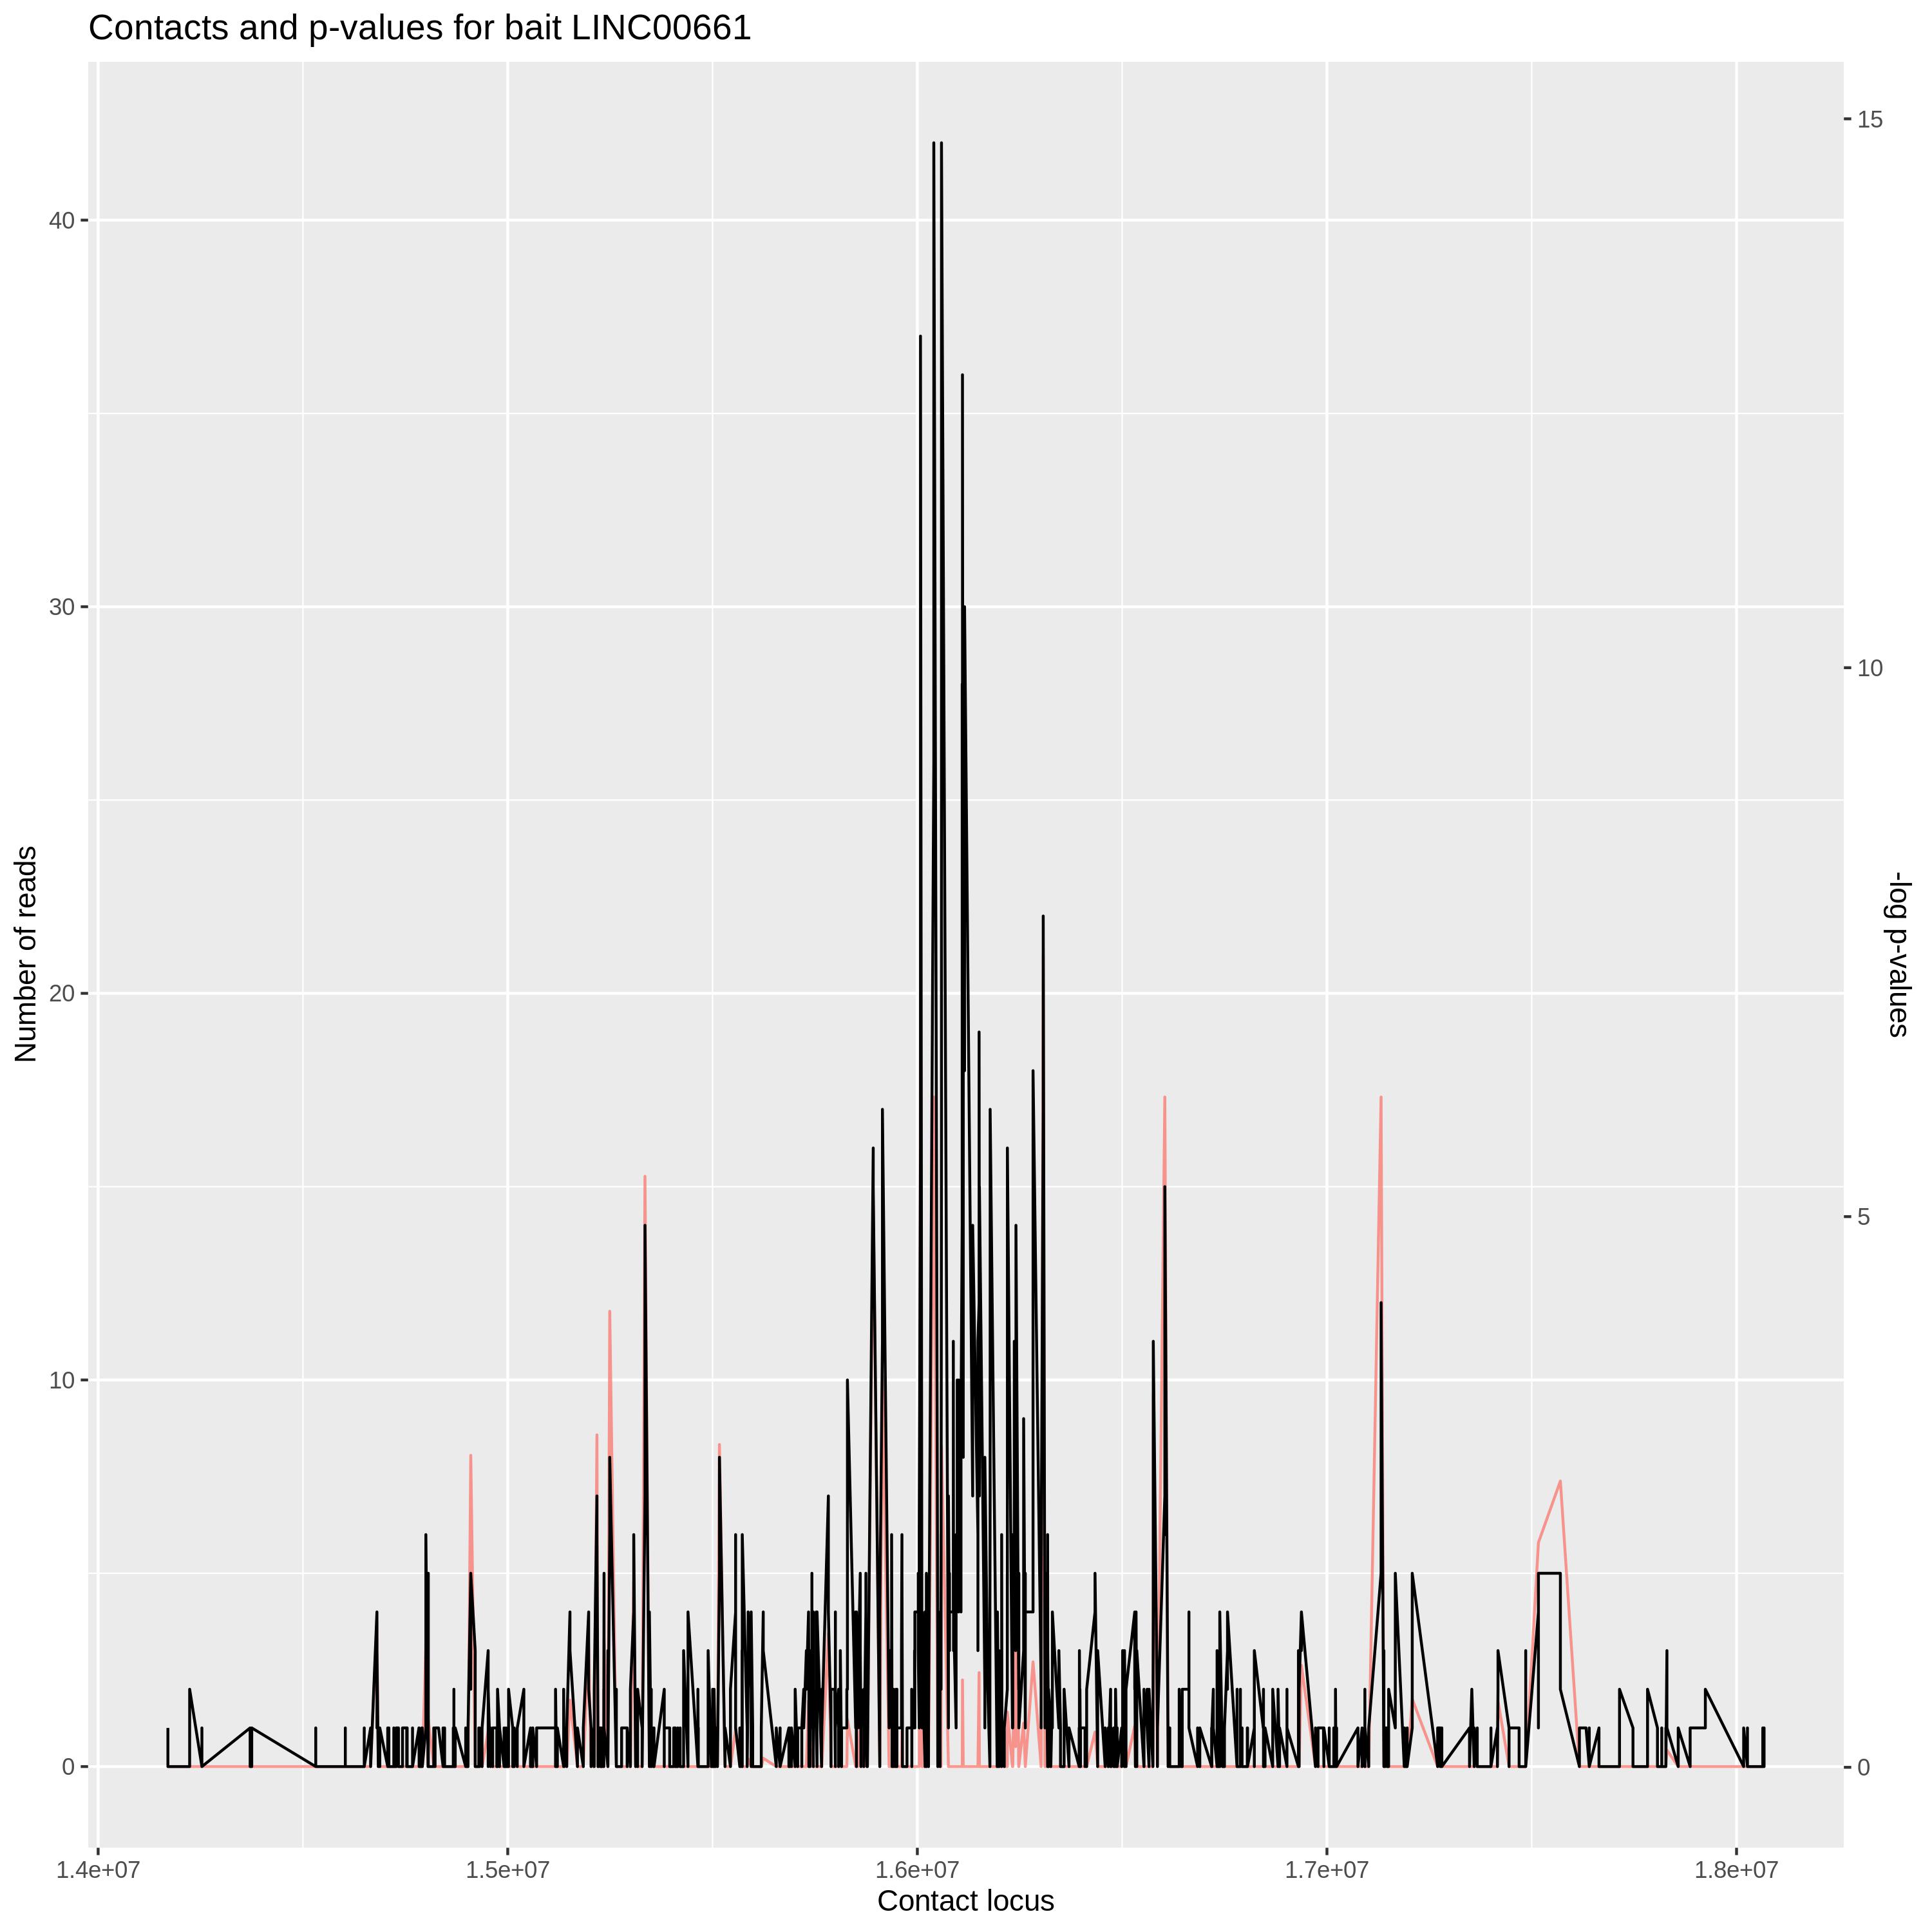 Contacts and p-values for bait LINC00661
Number of reads
40
30
20
10
0
15
10
5
0
-log p-values
1.4e+07
1.5e+07
1.6e+07
1.7e+07
1.8e+07
Contact locus